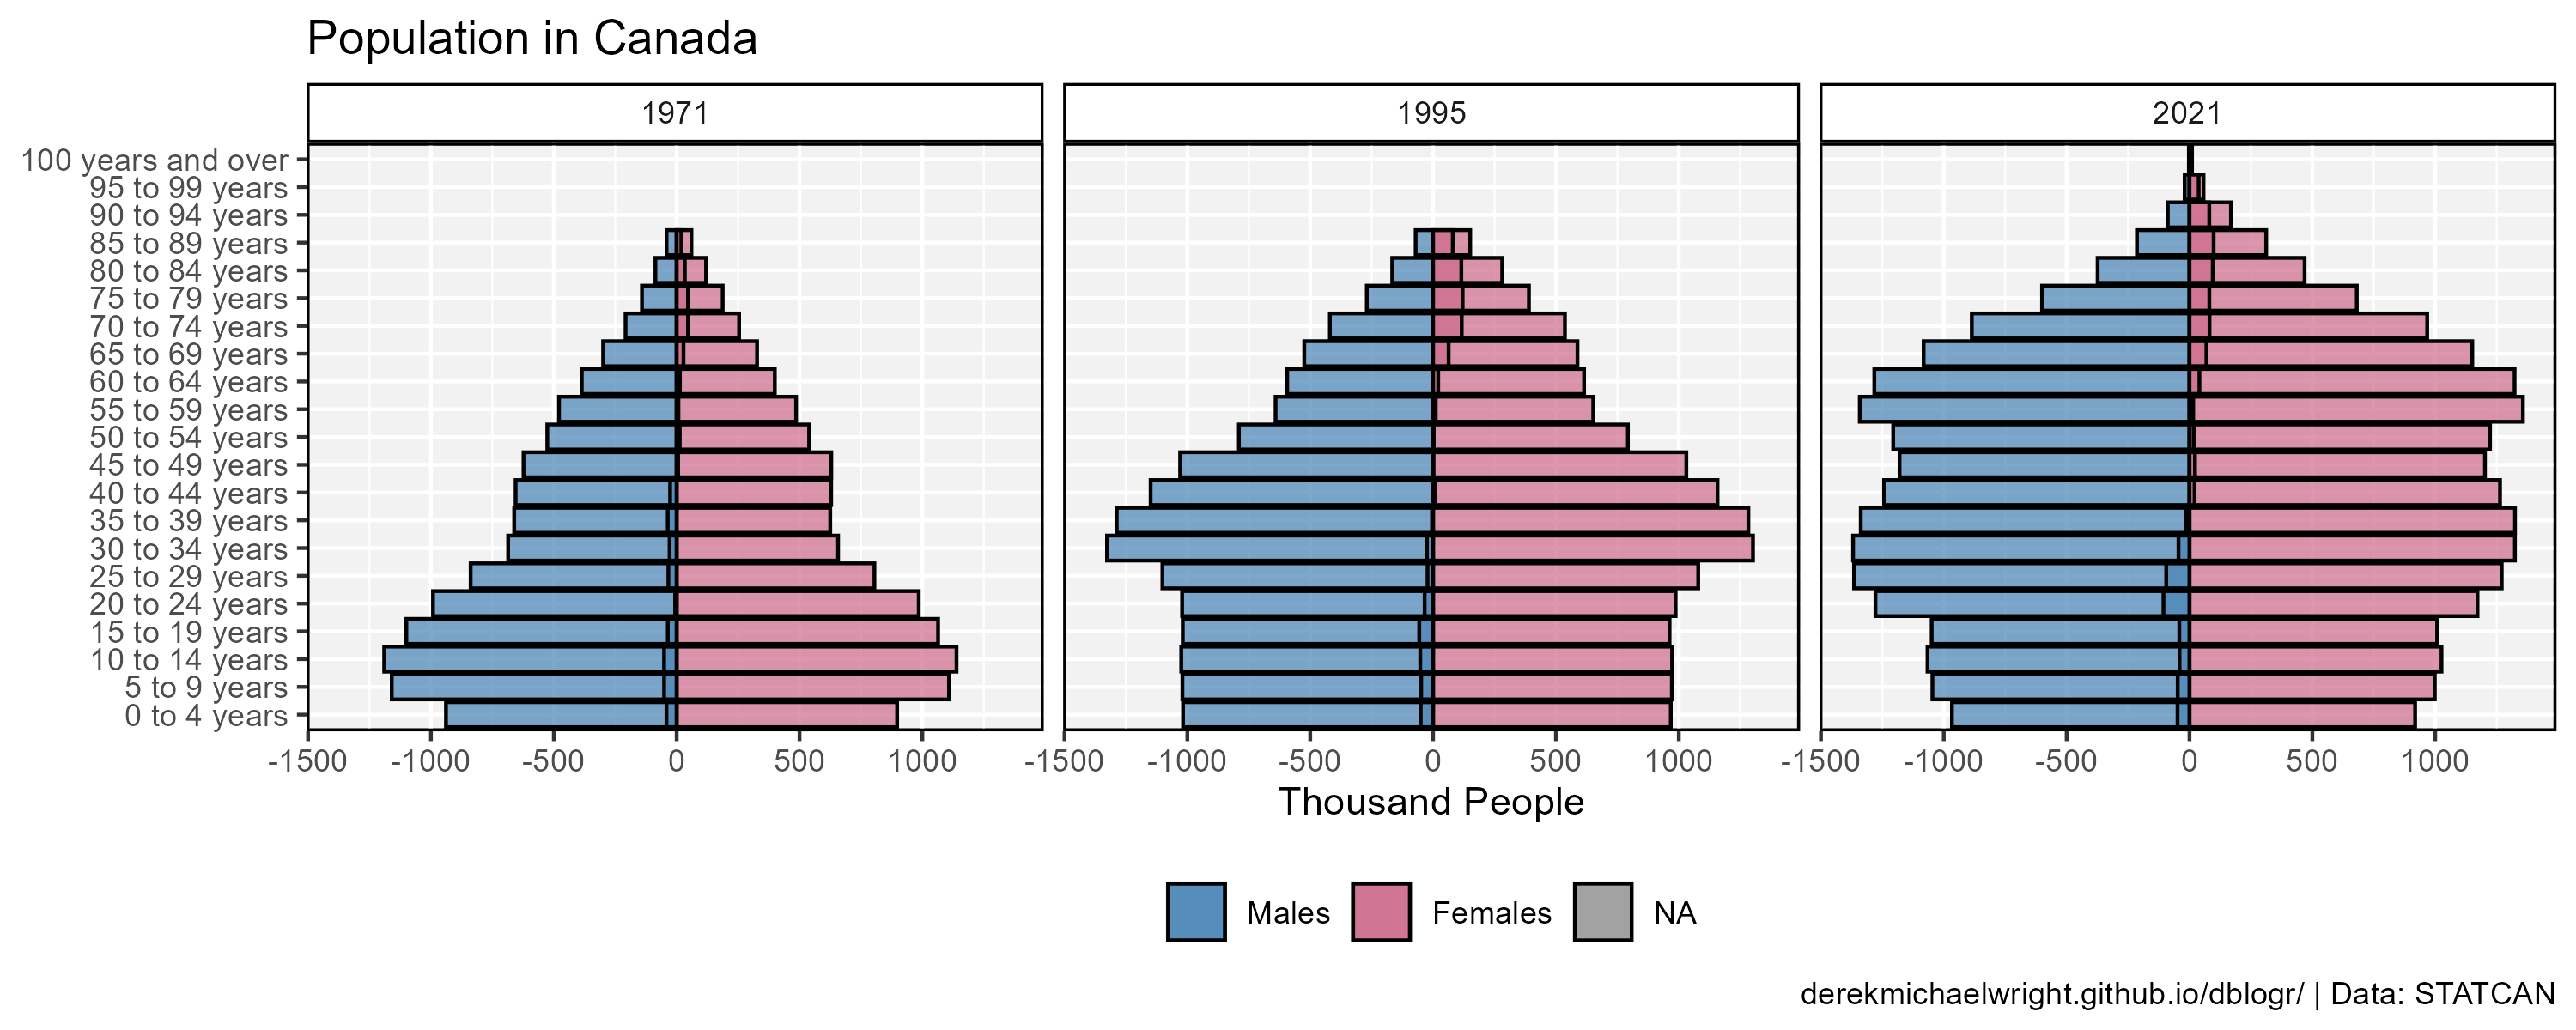 Population in Canada
1971 1995 2021
100 years and over
95 to 99 years
90 to 94 years
85 to 89 years
80 to 84 years
75 to 79 years
70 to 74 years
65 to 69 years
60 to 64 years
55 to 59 years
50 to 54 years
45 to 49 years
40 to 44 years
35 to 39 years
30 to 34 years
25 to 29 years
20 to 24 years
15 to 19 years
10 to 14 years
5 to 9 years
0 to 4 years
-1500 -1000 -500 0 500 1000 -1500 -1000 -500 0 500 1000 -1500 -1000 -500 0 500 1000
Thousand People
Males Females NA
derekmichaelwright.github.io/dblogr/ | Data: STATCAN